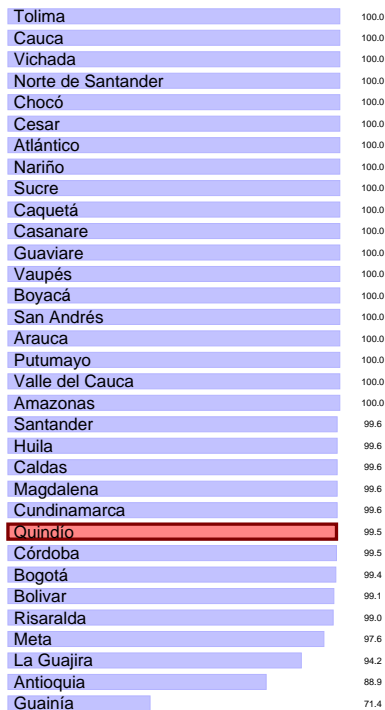 Tolima 100.0
Cauca 100.0
Vichada 100.0
Norte de Santander 100.0
Chocó 100.0
Cesar 100.0
Atlántico 100.0
Nariño 100.0
Sucre 100.0
Caquetá 100.0
Casanare 100.0
Guaviare 100.0
Vaupés 100.0
Boyacá 100.0
San Andrés 100.0
Arauca 100.0
Putumayo 100.0
Valle del Cauca 100.0
Amazonas 100.0
Santander 99.6
Huila 99.6
Caldas 99.6
Magdalena 99.6
Cundinamarca 99.6
Quindío 99.5
Córdoba 99.5
Bogotá 99.4
Bolivar 99.1
Risaralda 99.0
Meta 97.6
La Guajira 94.2
Antioquia 88.9
Guainía 71.4